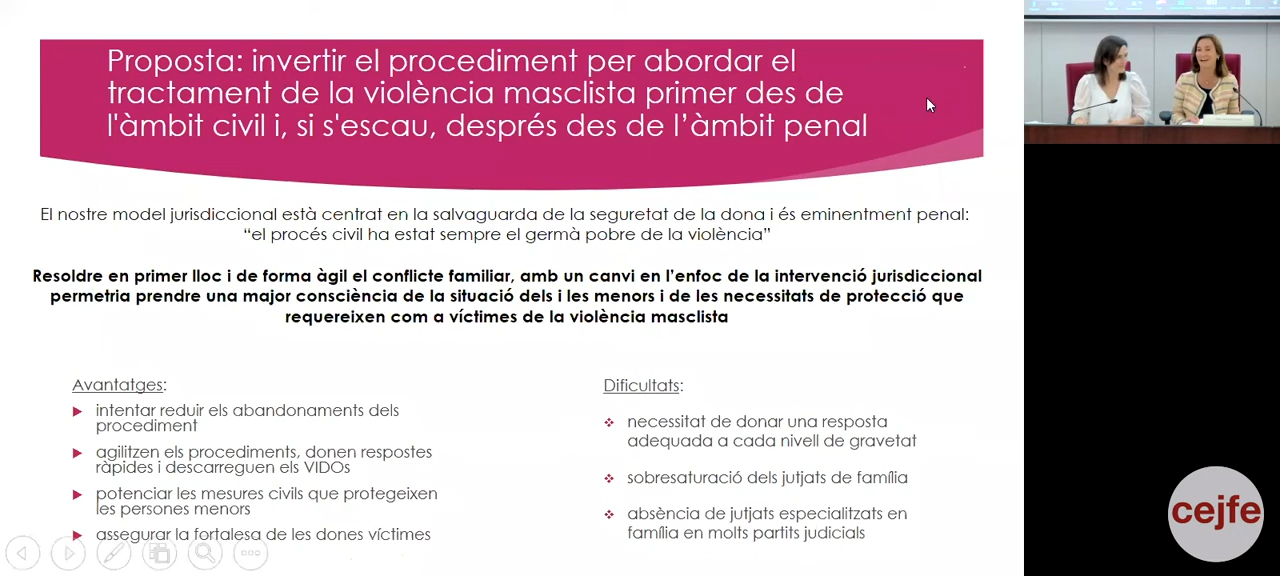 Proposta: invertir el procediment per abordar el
tractament de la violència masclista primer des de
l'àmbit civil i, si s'escau, després des de l’àmbit penal
El nostre model jurisdiccional està centrat en la salvaguarda de la seguretat de la dona i és eminentment penal:
“el procés civil ha estat sempre el germà pobre de la violència”
Resoldre en primer lloc i de forma àgil el conflicte familiar, amb un canvi en l’enfoc de la intervenció jurisdiccional
permetria prendre una major consciència de la situació dels i les menors i de les necessitats de protecció que
requereixen com a víctimes de la violència masclista
Avantatges:
intentar reduir els abandonaments dels
procediment
agilitzen els procediments, donen respostes
ràpides i descarreguen els VIDOs
potenciar les mesures civils que protegeixen
les persones menors
assegurar la fortalesa de les dones víctimes
Dificultats:
necessitat de donar una resposta
adequada a cada nivell de gravetat
sobresaturació dels jutjats de família
absència de jutjats especialitzats en
família en molts partits judicials
cejfe